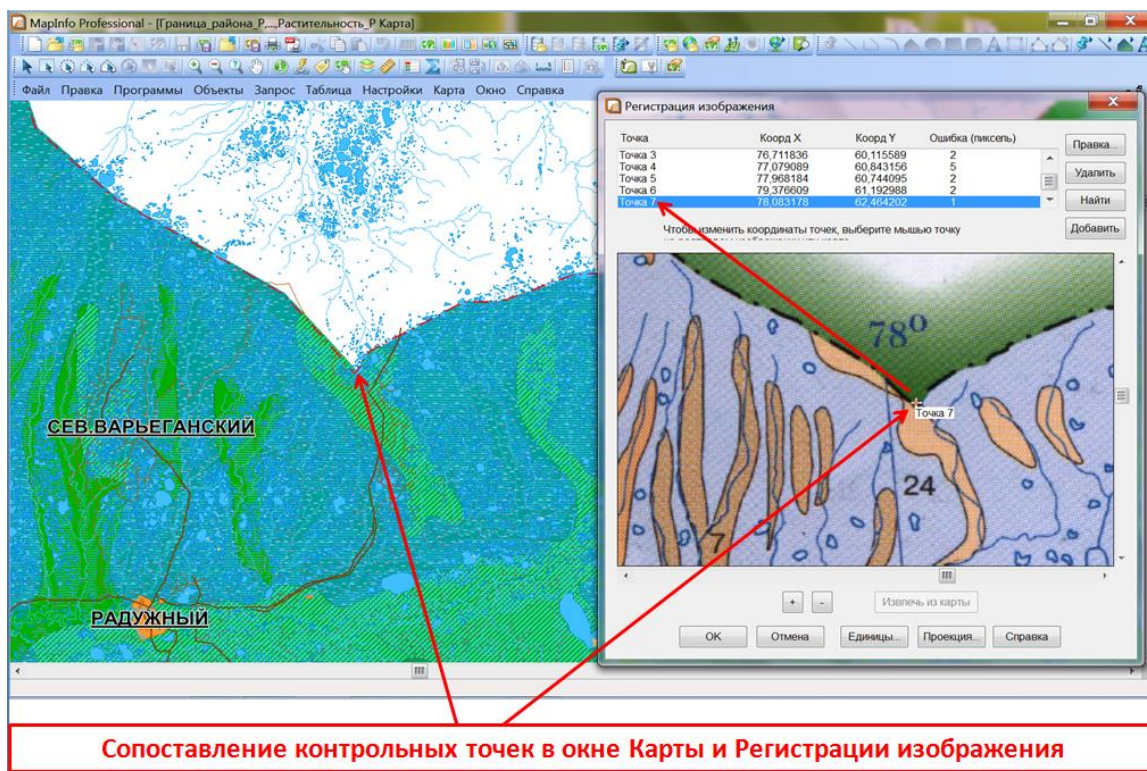 MapInfo Professional - [Граница_района_Р,...,Растительность_Р Карта]
Файл Правка Программы Объекты Запрос Таблица Настройки Карта Окно Справка
СЕВ.ВАРЬЕГАНСКИЙ
РАДУЖНЫЙ
Регистрация изображения
Точка Коорд X Коорд Y Ошибка (пиксель)
Точка 3 76,711836 60,115589 2
Точка 4 77,079089 60,843156 5
Точка 5 77,968184 60,744095 2
Точка 6 79,376609 61,192988 2
Точка 7 78,083178 62,464202 1
Правка...
Удалить
Найти
Добавить
Чтобы изменить координаты точек, выберите мышью точку
78⁰
Точка 7
24
7
+ -
Извлечь из карты
OK Отмена Единицы... Проекция... Справка
Сопоставление контрольных точек в окне Карты и Регистрации изображения